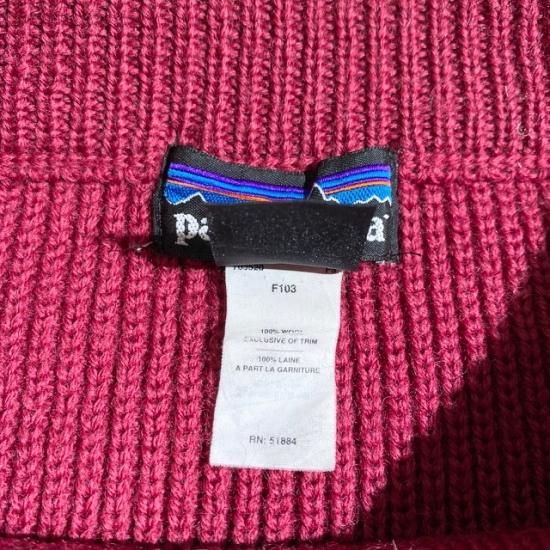 F103
100% WOOL
EXCLUSIVE OF TRIM
100% LAINE
A PART LA GARNITURE
RN: 51884